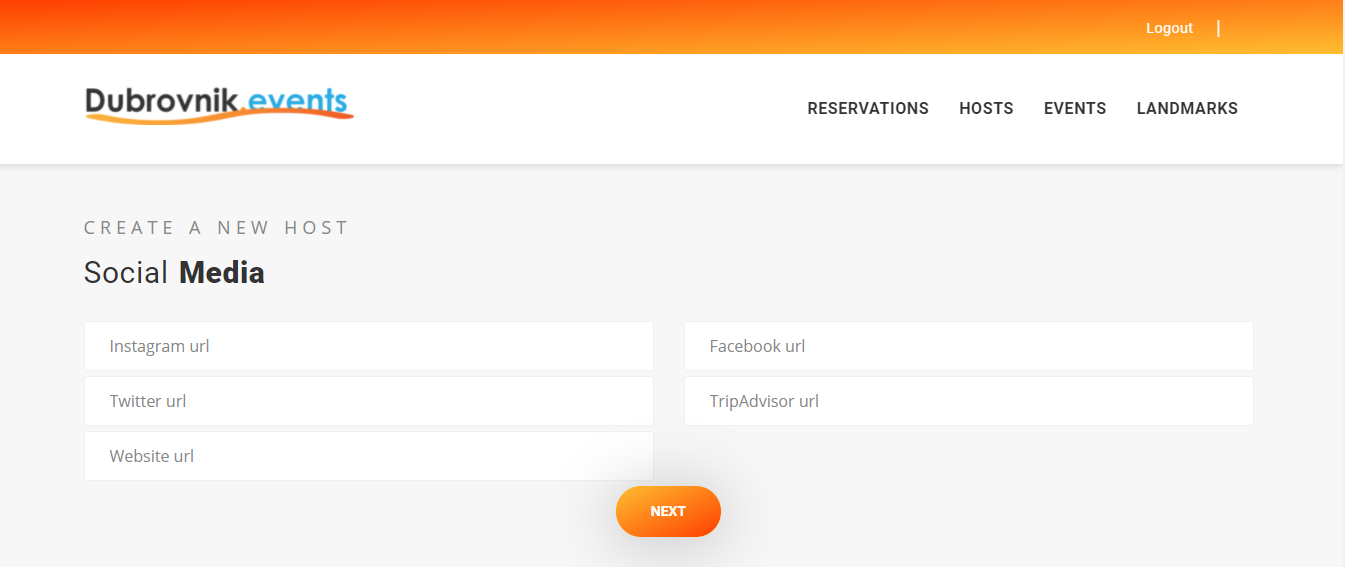 Logout |
Dubrovnik.events
RESERVATIONS HOSTS EVENTS LANDMARKS
CREATE A NEW HOST
Social Media
Instagram url
Facebook url
Twitter url
TripAdvisor url
Website url
NEXT